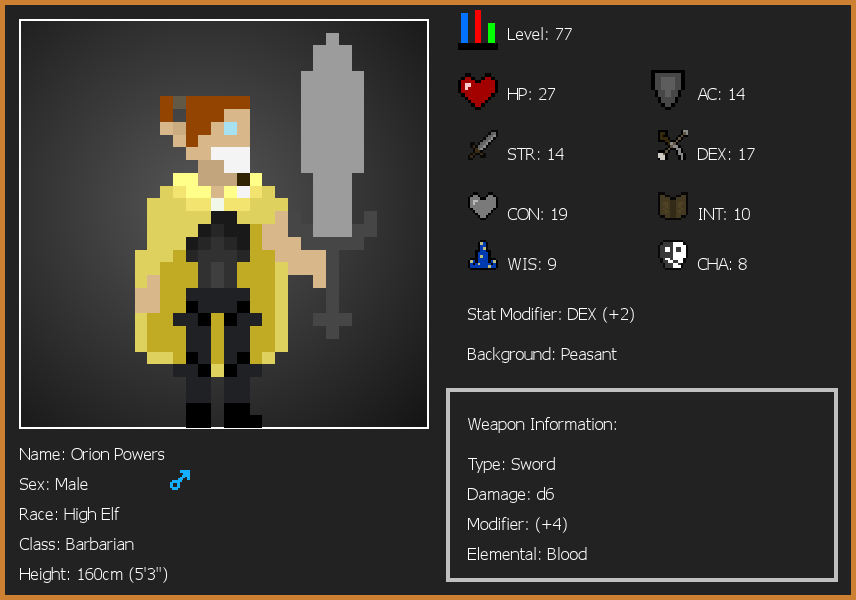 Level: 77
HP: 27
AC: 14
STR: 14
DEX: 17
CON: 19
INT: 10
WIS: 9
CHA: 8
Stat Modifier: DEX (+2)
Background: Peasant
Weapon Information:
Type: Sword
Damage: d6
Modifier: (+4)
Elemental: Blood
Name: Orion Powers
Sex: Male
Race: High Elf
Class: Barbarian
Height: 160cm (5'3")